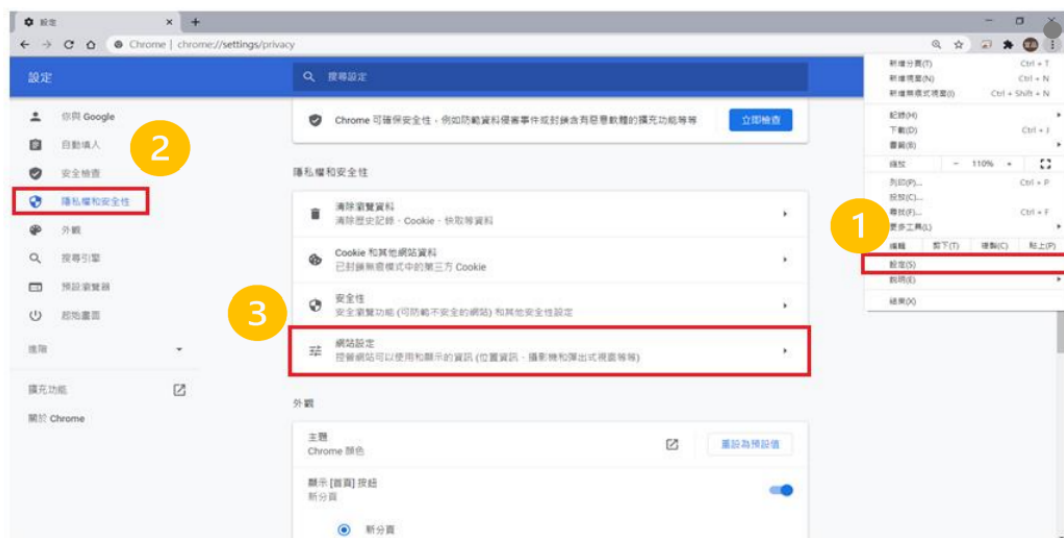 設定
Chrome | chrome://settings/privacy
設定
搜尋設定
你與 Google
自動填入
安全檢查
隱私權和安全性
外觀
搜尋引擎
預設瀏覽器
起始畫面
進階
擴充功能
關於 Chrome
2
Chrome 可確保安全性，例如防範資料侵害事件或封鎖含有惡意軟體的擴充功能等等
立即檢查
隱私權和安全性
清除瀏覽資料
清除歷史記錄、Cookie、快取等資料
Cookie 和其他網站資料
已封鎖無痕模式中的第三方 Cookie
安全性
安全瀏覽功能 (可防範不安全的網站) 和其他安全性設定
3
網站設定
控管網站可以使用和顯示的資訊 (位置資訊、攝影機和彈出式視窗等等)
外觀
主題
Chrome 顏色
重設為預設值
顯示 [首頁] 按鈕
新分頁
新分頁
新增分頁(T) Ctrl + T
新增視窗(N) Ctrl + N
新增無痕式視窗(I) Ctrl + Shift + N
記錄(H)
下載(D) Ctrl + J
書籤(B)
縮放 - 110% +
列印(P)... Ctrl + P
投放(C)...
尋找(F)... Ctrl + F
更多工具(L)
1
編輯 剪下(T) 複製(C) 貼上(P)
設定(S)
說明(E)
結束(X)